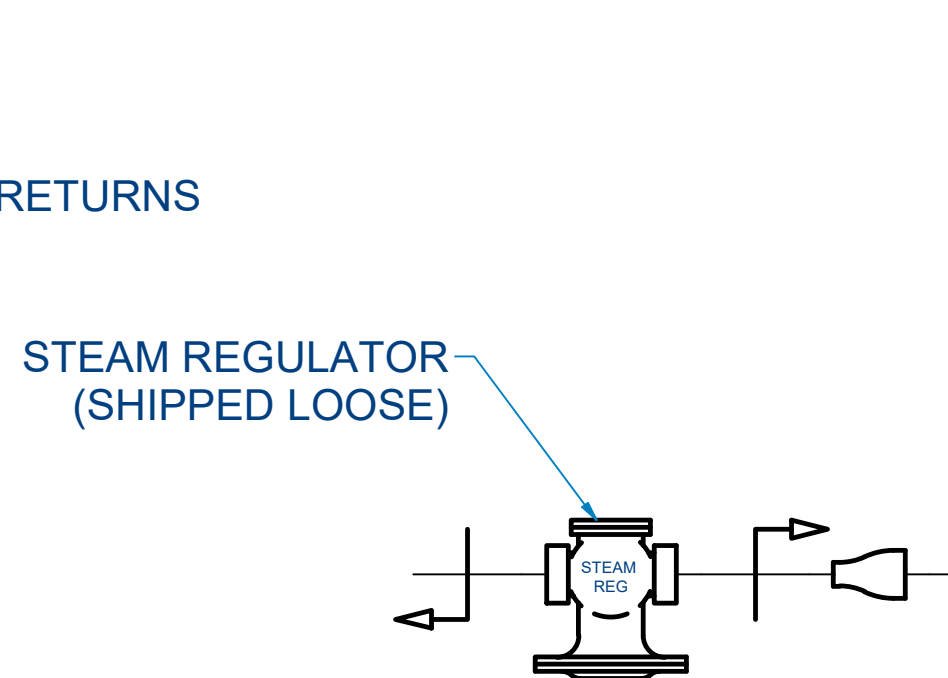 RETURNS
STEAM REGULATOR
(SHIPPED LOOSE)
STEAM
REG